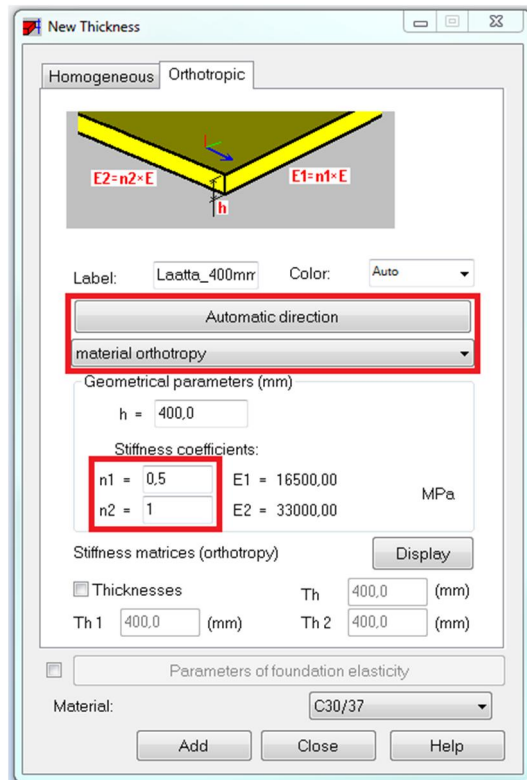 New Thickness
Homogeneous Orthotropic
E2=n2×E E1=n1×E
h
Label: Laatta_400mm Color: Auto
Automatic direction
material orthotropy
Geometrical parameters (mm)
h = 400,0
Stiffness coefficients:
n1 = 0,5 E1 = 16500,00
MPa
n2 = 1 E2 = 33000,00
Stiffness matrices (orthotropy) Display
Thicknesses Th 400,0 (mm)
Th 1 400,0 (mm) Th 2 400,0 (mm)
Parameters of foundation elasticity
Material: C30/37
Add Close Help